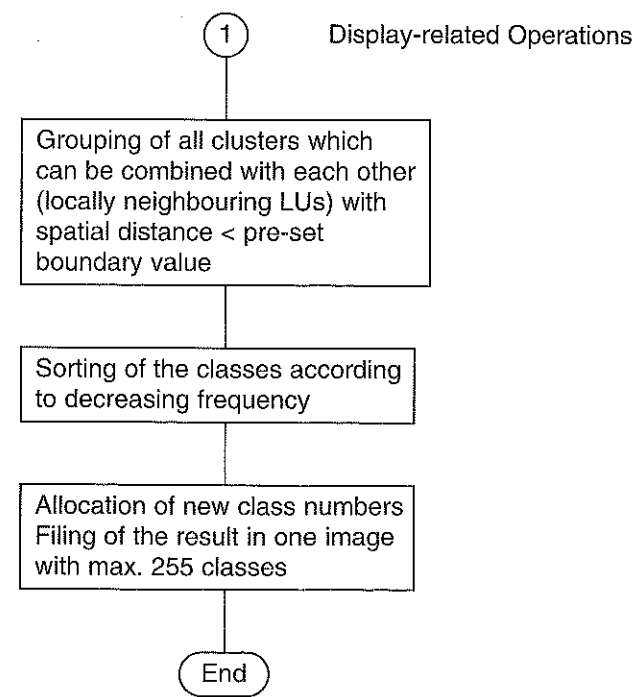 1
Display-related Operations
Grouping of all clusters which
can be combined with each other
(locally neighbouring LUs) with
spatial distance < pre-set
boundary value
Sorting of the classes according
to decreasing frequency
Allocation of new class numbers
Filing of the result in one image
with max. 255 classes
End